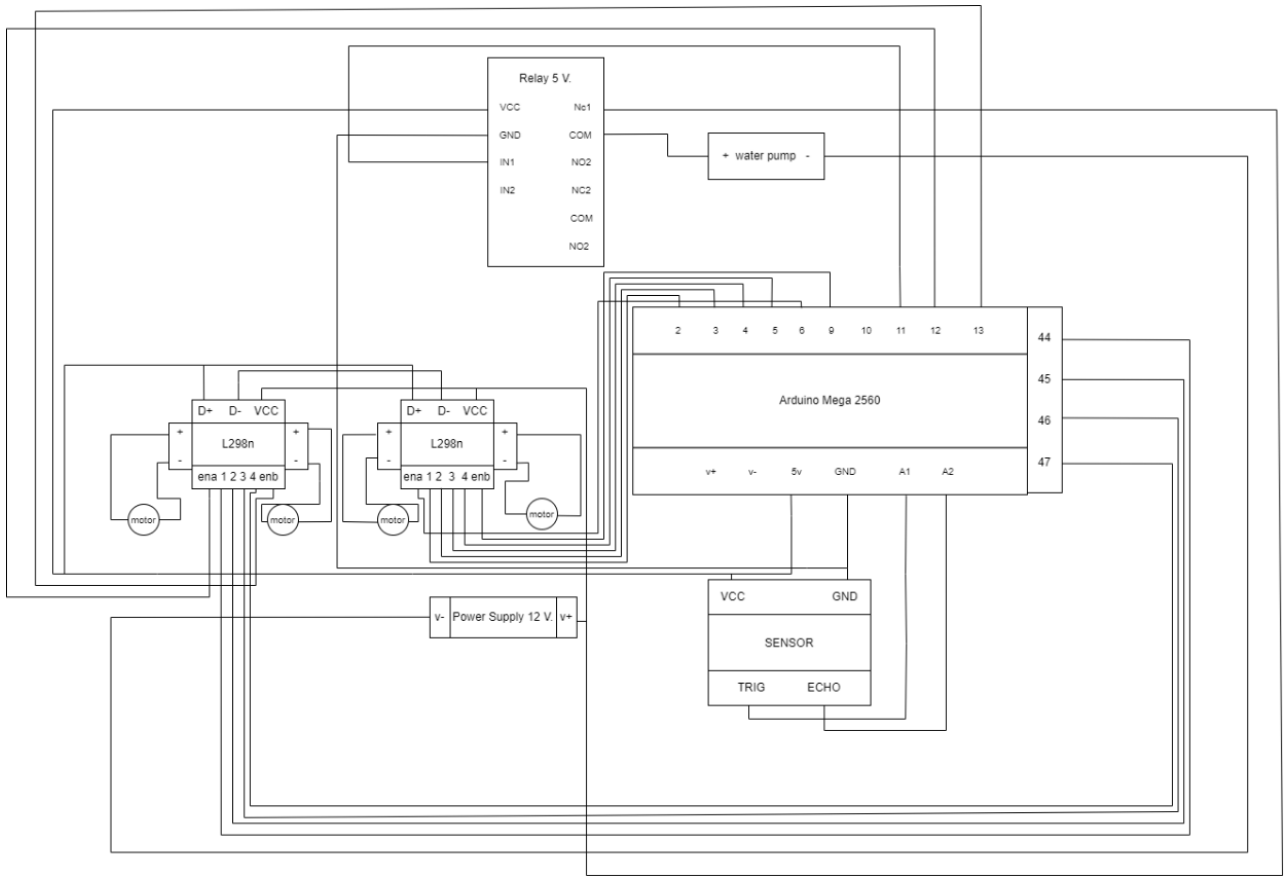 Relay 5 V.
VCC Nc1
GND COM
IN1 NO2
IN2 NC2
COM
NO2
+ water pump -
2 3 4 5 6 9 10 11 12 13
44
45
46
47
Arduino Mega 2560
v+ v- 5v GND A1 A2
D+ D- VCC
+ +
L298n
- -
ena 1 2 3 4 enb
motor
motor
D+ D- VCC
+ +
L298n
- -
ena 1 2 3 4 enb
motor
motor
v- Power Supply 12 V. v+
VCC GND
SENSOR
TRIG ECHO